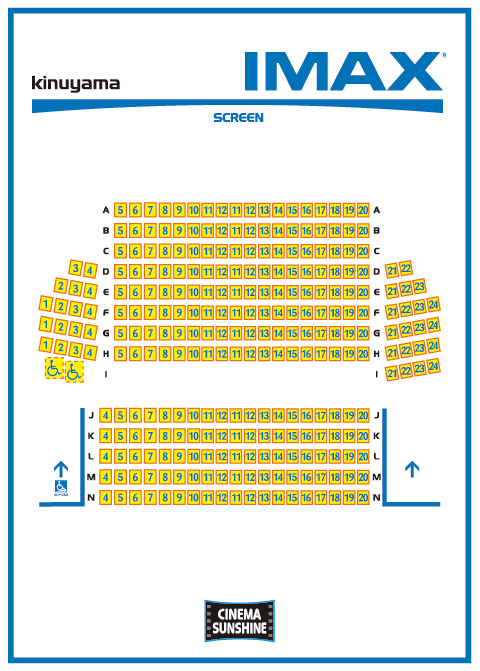 IMAX®
kinuyama
SCREEN
A 5 6 7 8 9 10 11 12 11 12 13 14 15 16 17 18 19 20 A
B 5 6 7 8 9 10 11 12 11 12 13 14 15 16 17 18 19 20 B
C 5 6 7 8 9 10 11 12 11 12 13 14 15 16 17 18 19 20 C
3 4 D 5 6 7 8 9 10 11 12 11 12 13 14 15 16 17 18 19 20 D 21 22
2 3 4 E 5 6 7 8 9 10 11 12 11 12 13 14 15 16 17 18 19 20 E 21 22 23
1 2 3 4 F 5 6 7 8 9 10 11 12 11 12 13 14 15 16 17 18 19 20 F 21 22 23 24
1 2 3 4 G 5 6 7 8 9 10 11 12 11 12 13 14 15 16 17 18 19 20 G 21 22 23 24
1 2 3 4 H 5 6 7 8 9 10 11 12 11 12 13 14 15 16 17 18 19 20 H 21 22 23 24
I I 21 22 23 24
J 4 5 6 7 8 9 10 11 12 11 12 13 14 15 16 17 18 19 20 J
K 4 5 6 7 8 9 10 11 12 11 12 13 14 15 16 17 18 19 20 K
L 4 5 6 7 8 9 10 11 12 11 12 13 14 15 16 17 18 19 20 L
M 4 5 6 7 8 9 10 11 12 11 12 13 14 15 16 17 18 19 20 M
N 4 5 6 7 8 9 10 11 12 11 12 13 14 15 16 17 18 19 20 N
CINEMA
SUNSHINE